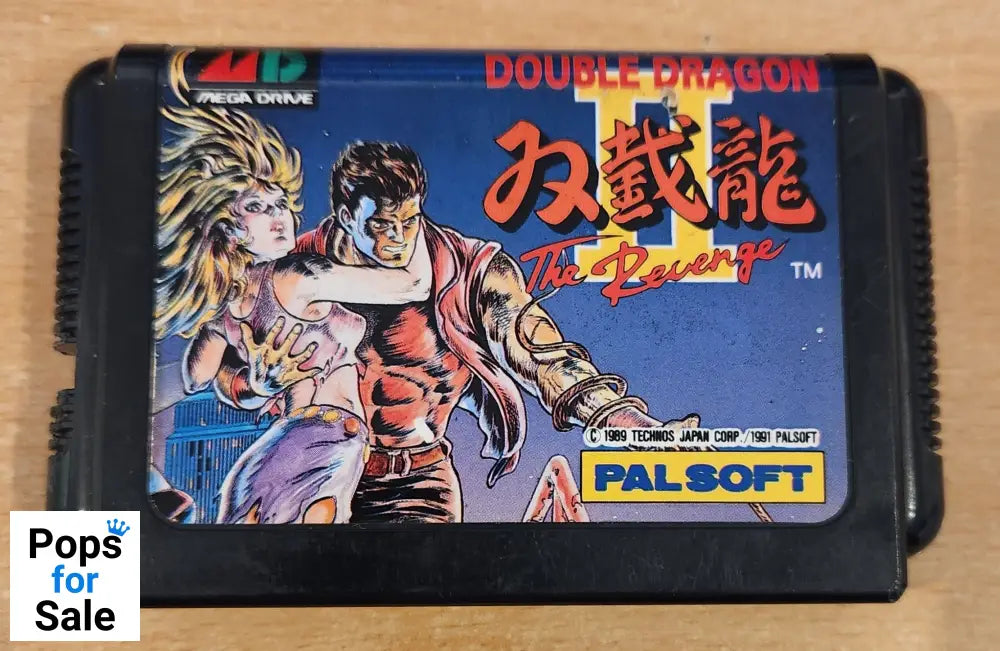 MD
MEGA DRIVE
DOUBLE DRAGON
II
双截龍
The Revenge
TM
© 1989 TECHNOS JAPAN CORP./1991 PALSOFT
PALSOFT
Pops
for
Sale